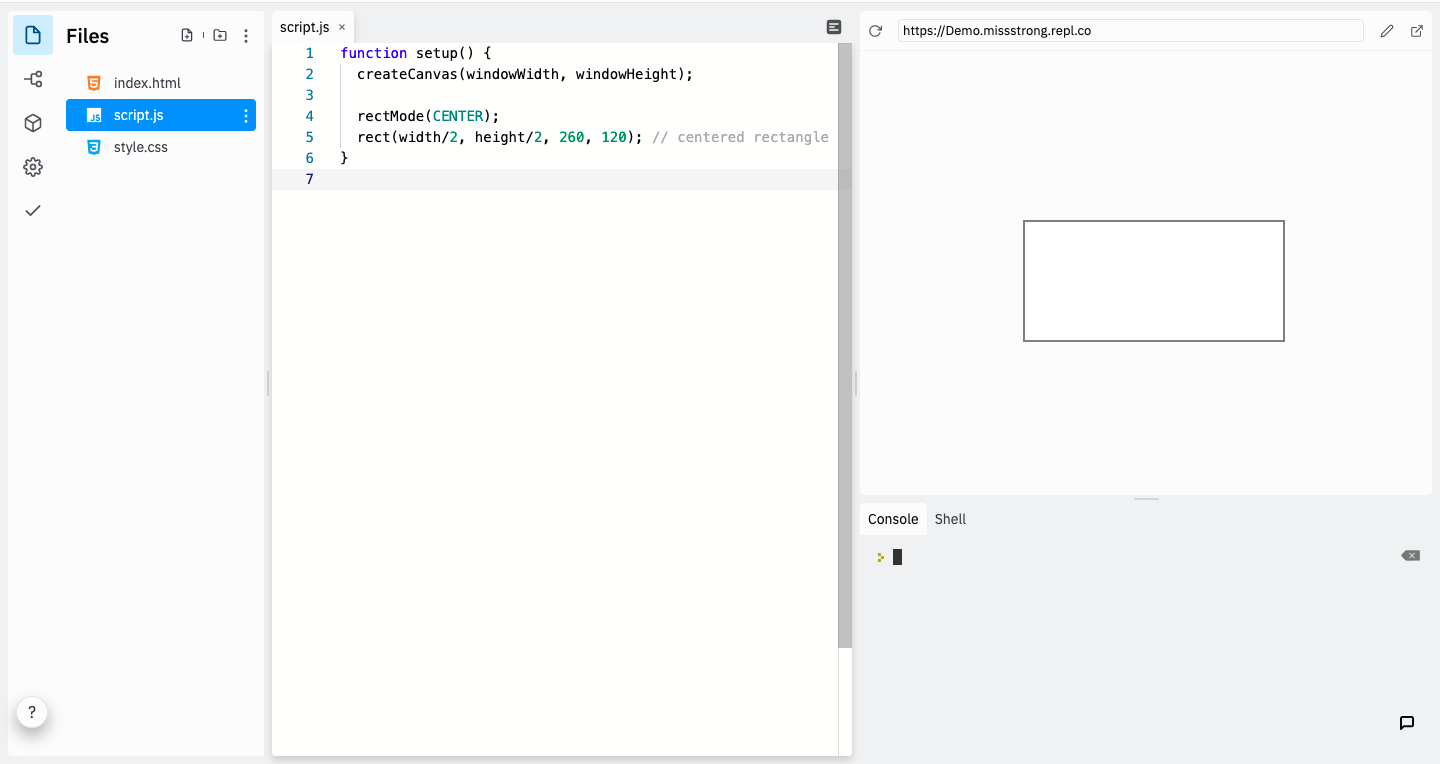 Files
index.html
script.js
style.css
?
script.js ×
1 function setup() {
2   createCanvas(windowWidth, windowHeight);
3
4   rectMode(CENTER);
5   rect(width/2, height/2, 260, 120); // centered rectangle
6 }
7
https://Demo.missstrong.repl.co
Console Shell